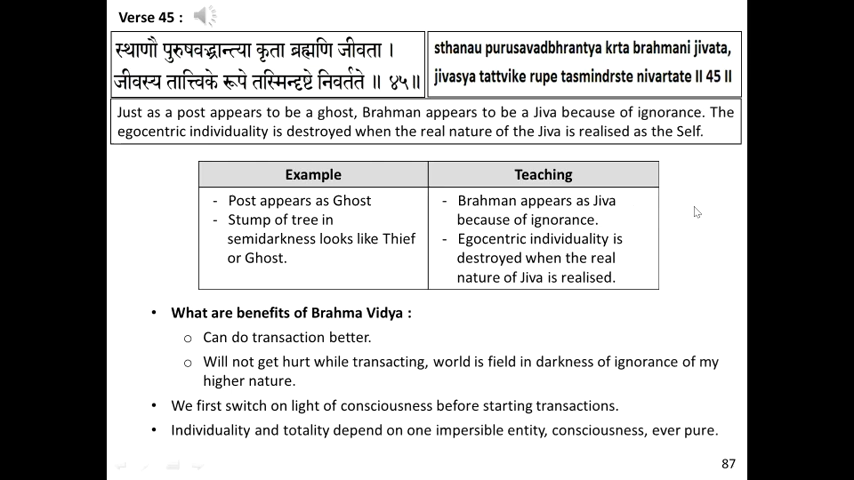 Verse 45 :
स्थाणौ पुरुषवद्भ्रान्त्या कृता ब्रह्मणि जीवता ।
जीवस्य तात्त्विके रूपे तस्मिन्दृष्टे निवर्तते ॥ ४५॥
sthanau purusavadbhrantya krta brahmani jivata,
jivasya tattvike rupe tasmindrste nivartate II 45 II
Just as a post appears to be a ghost, Brahman appears to be a Jiva because of ignorance. The
egocentric individuality is destroyed when the real nature of the Jiva is realised as the Self.
Example
- Post appears as Ghost
- Stump of tree in
semidarkness looks like Thief
or Ghost.
Teaching
- Brahman appears as Jiva
because of ignorance.
- Egocentric individuality is
destroyed when the real
nature of Jiva is realised.
• What are benefits of Brahma Vidya :
o Can do transaction better.
o Will not get hurt while transacting, world is field in darkness of ignorance of my
higher nature.
• We first switch on light of consciousness before starting transactions.
• Individuality and totality depend on one impersible entity, consciousness, ever pure.
87